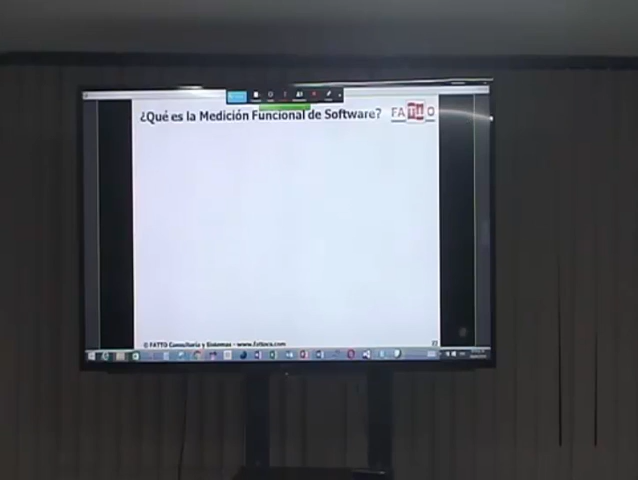 ¿Qué es la Medición Funcional de Software?
FATTO
© FATTO Consultoría y Sistemas - www.fattocs.com